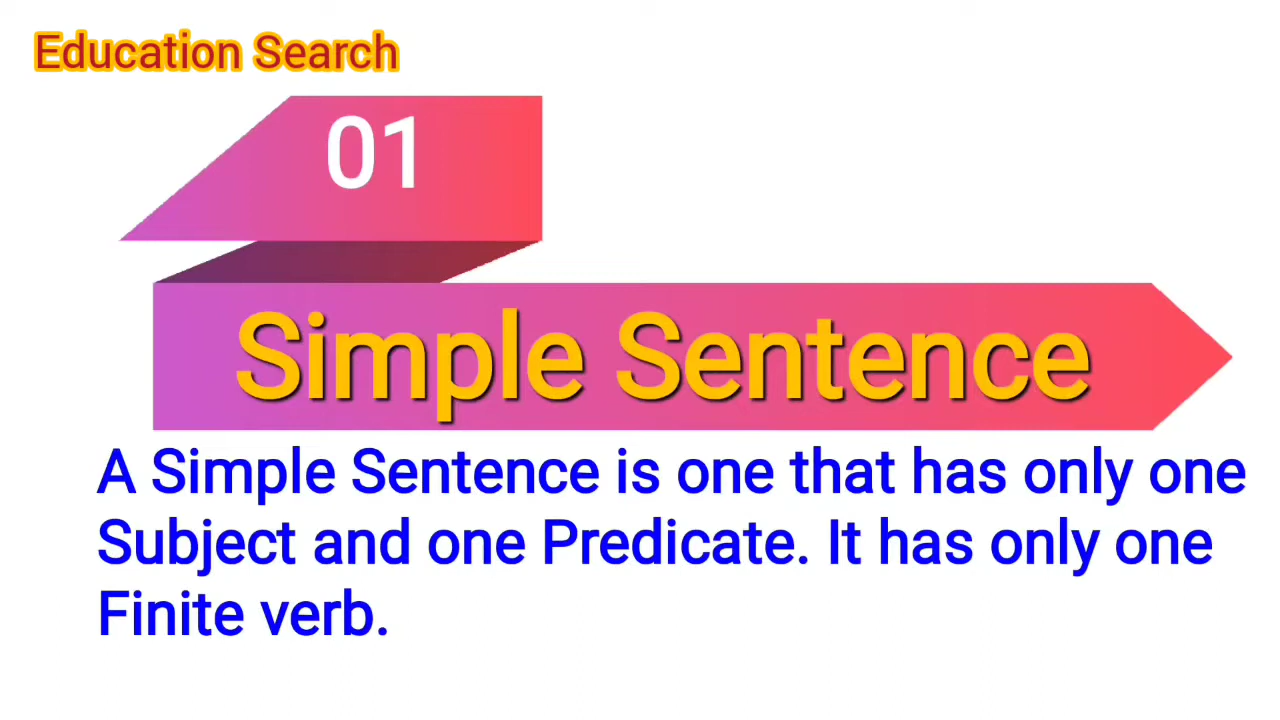 Education Search
01
Simple Sentence
A Simple Sentence is one that has only one
Subject and one Predicate. It has only one
Finite verb.